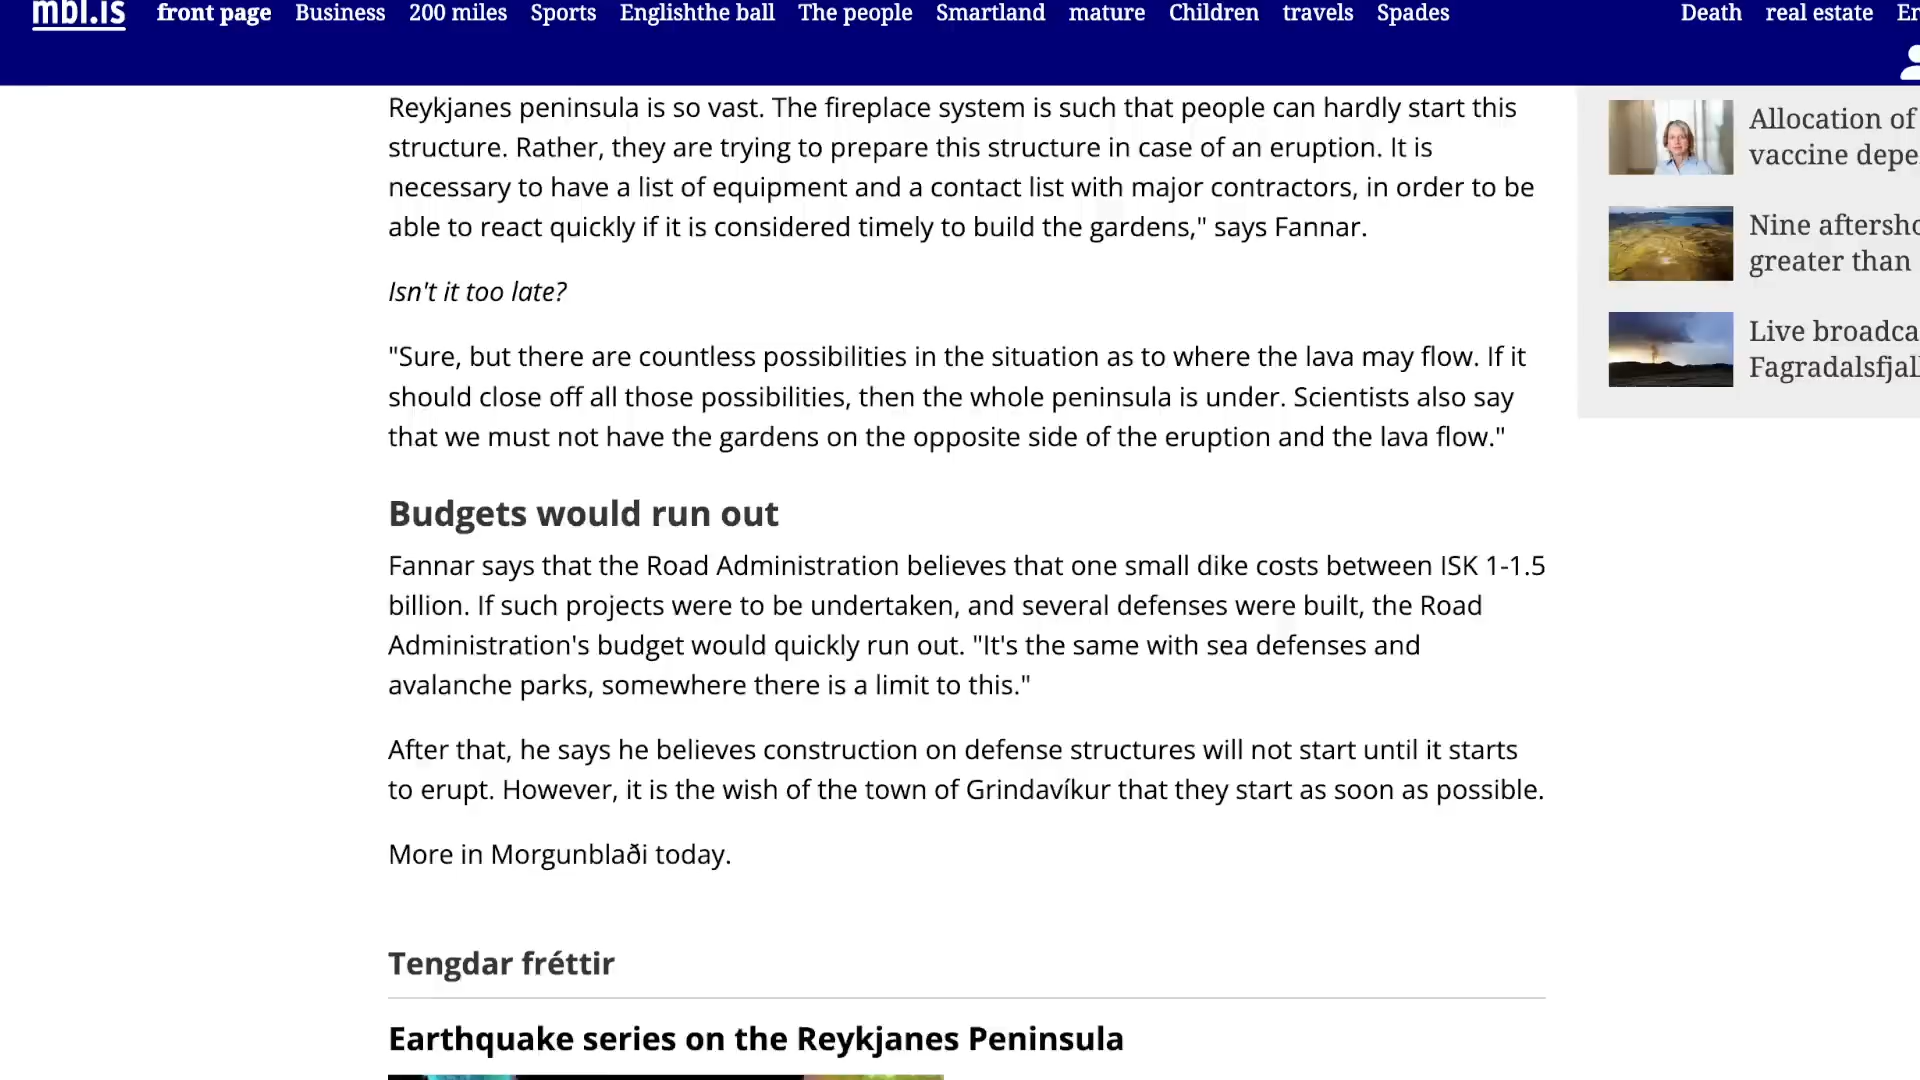 mbl.is front page Business 200 miles Sports Englishthe ball The people Smartland mature Children travels Spades Death real estate
Reykjanes peninsula is so vast. The fireplace system is such that people can hardly start this
structure. Rather, they are trying to prepare this structure in case of an eruption. It is
necessary to have a list of equipment and a contact list with major contractors, in order to be
able to react quickly if it is considered timely to build the gardens," says Fannar.
Isn't it too late?
"Sure, but there are countless possibilities in the situation as to where the lava may flow. If it
should close off all those possibilities, then the whole peninsula is under. Scientists also say
that we must not have the gardens on the opposite side of the eruption and the lava flow."
Budgets would run out
Fannar says that the Road Administration believes that one small dike costs between ISK 1-1.5
billion. If such projects were to be undertaken, and several defenses were built, the Road
Administration's budget would quickly run out. "It's the same with sea defenses and
avalanche parks, somewhere there is a limit to this."
After that, he says he believes construction on defense structures will not start until it starts
to erupt. However, it is the wish of the town of Grindavíkur that they start as soon as possible.
More in Morgunblaði today.
Tengdar fréttir
Earthquake series on the Reykjanes Peninsula
Allocation of
vaccine
Nine
greater than
Live